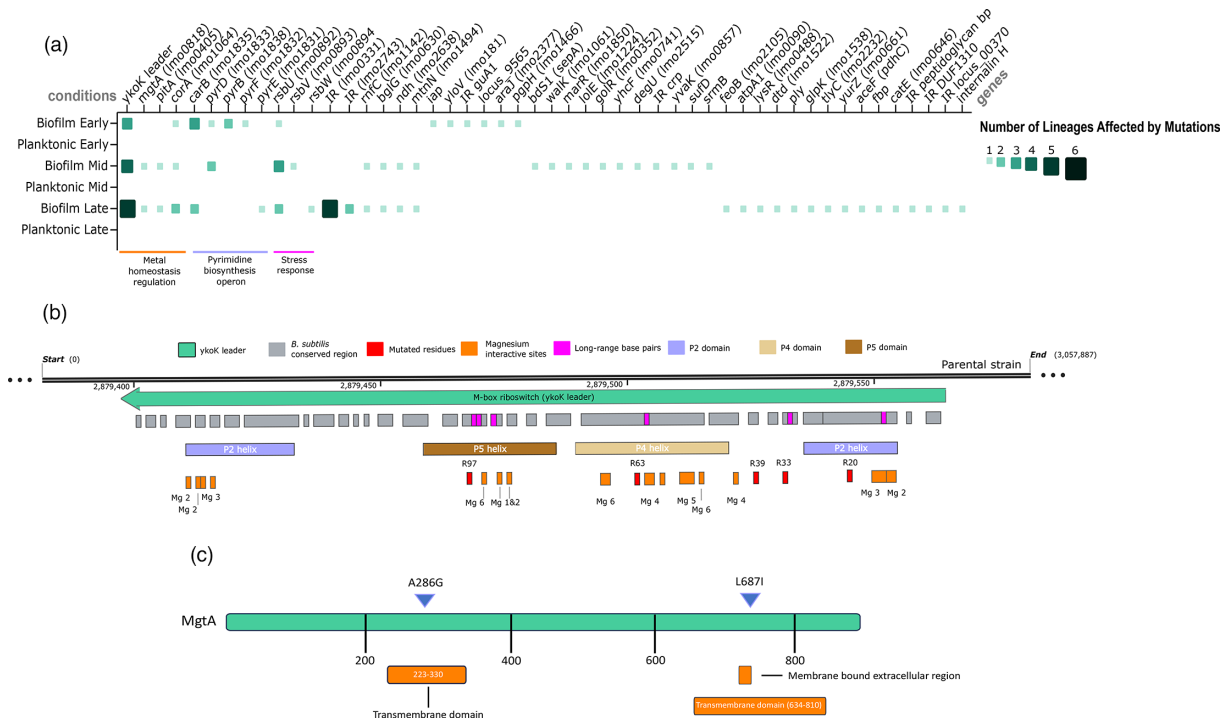 (a)
conditions
ykoK leader
mgtA (lmo0818)
pitA (lmo0405)
corA (lmo1064)
carB (lmo1835)
pyrD (lmo1833)
pyrB (lmo1838)
pyrF (lmo1832)
pyrE (lmo1831)
rsbU (lmo0892)
rsbV (lmo0893)
rsbW (lmo0894
IR (lmo0331)
IR (lmo2743)
rnfC (lmo1142)
bglG (lmo0630)
ndh (lmo2638)
mtnN (lmo1494)
iap
yloV (lmo181)
IR guA1
locus_9565
araJ (lmo2377)
pgpH (lmo1466)
bdS1 (sepA)
walK (lmo1061)
marR (lmo1850)
lolE (lmo1224)
golR (lmo0352)
yhcF (lmo0741)
degU (lmo2515)
IR crp
yvaK (lmo0857)
sufD
srmB
feoB (lmo2105)
atpA1 (lmo0090)
lysR (lmo0488)
dtd (lmo1522)
ply
glpK (lmo1538)
tlyC (lmo2232)
yurZ (lmo0661)
aceF (pdhC)
fbp
catE (lmo0646)
IR peptidoglycan bp
IR DUF1310
IR locus_00370
internalin H
genes
Biofilm Early
Planktonic Early
Biofilm Mid
Planktonic Mid
Biofilm Late
Planktonic Late
Number of Lineages Affected by Mutations
1 2 3 4 5 6
Metal
homeostasis
regulation
Pyrimidine
biosynthesis
operon
Stress
response
(b)
ykoK leader
B. subtilis
conserved region
Mutated residues
Magnesium
interactive sites
Long-range base pairs
P2 domain
P4 domain
P5 domain
Start (0)
End (3,057,887)
Parental strain
2,879,400 2,879,450 2,879,500 2,879,550
M-box riboswitch (ykoK leader)
P2 helix P5 helix P4 helix P2 helix
R97 R63 R39 R33 R20
Mg 2 Mg 3 Mg 6 Mg 1&2 Mg 6 Mg 4 Mg 5 Mg 4 Mg 3 Mg 2
Mg 2 Mg 6
(c)
A286G L687I
MgtA
200 400 600 800
223-330
Membrane bound extracellular region
Transmembrane domain (634-810)
Transmembrane domain